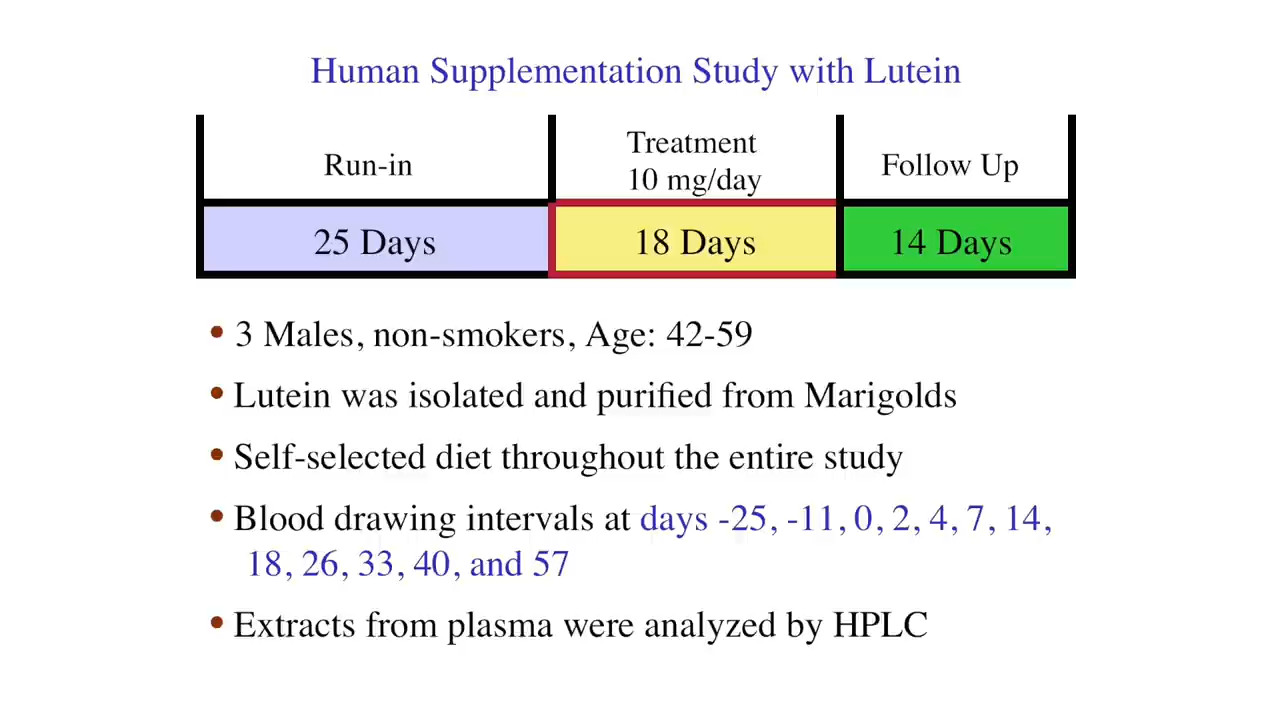 Human Supplementation Study with Lutein
Run-in
Treatment
10 mg/day
Follow Up
25 Days
18 Days
14 Days
• 3 Males, non-smokers, Age: 42-59
• Lutein was isolated and purified from Marigolds
• Self-selected diet throughout the entire study
• Blood drawing intervals at days -25, -11, 0, 2, 4, 7, 14,
18, 26, 33, 40, and 57
• Extracts from plasma were analyzed by HPLC